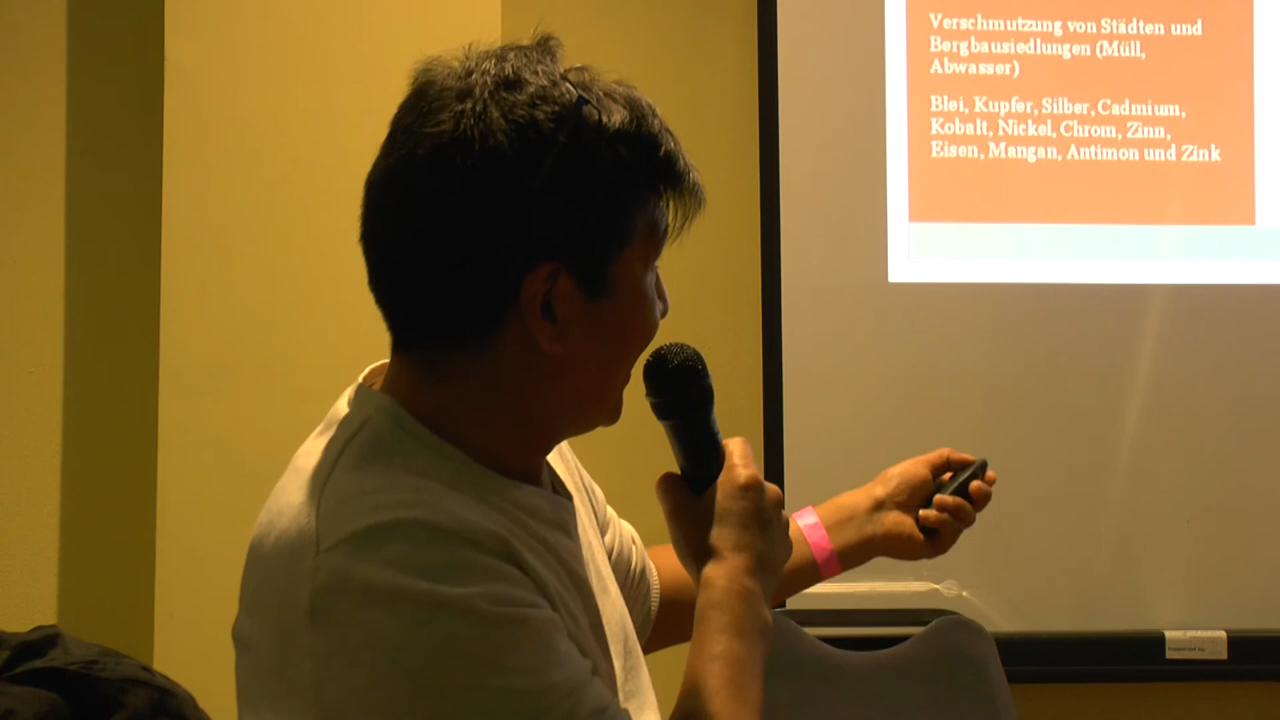 Verschmutzung von Städten und
Bergbausiedlungen (Müll,
Abwasser)
Blei, Kupfer, Silber, Cadmium,
Kobalt, Nickel, Chrom, Zinn,
Eisen, Mangan, Antimon und Zink